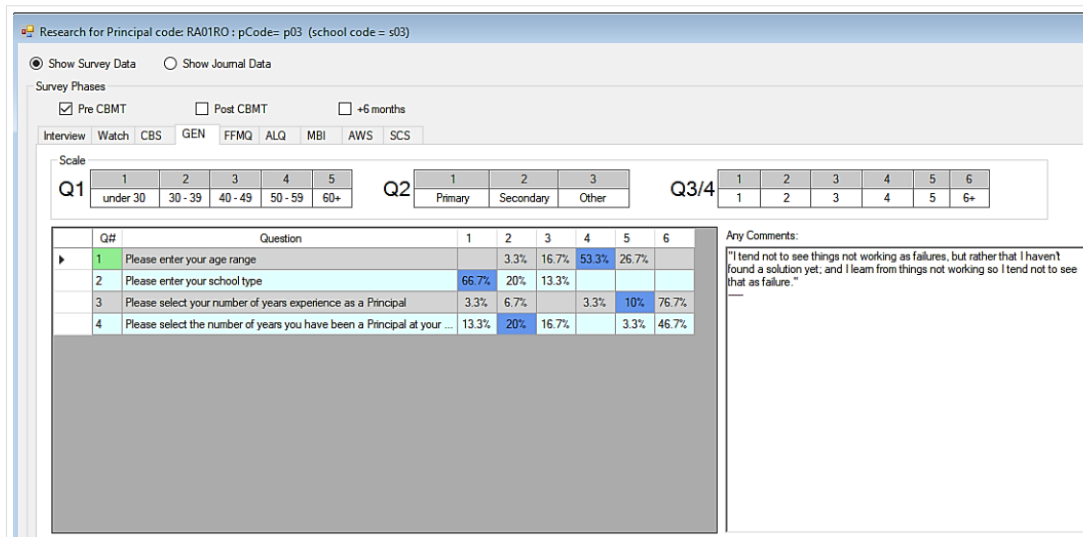 Research for Principal code: RA01RO : pCode= p03 (school code = s03)
Show Survey Data Show Journal Data
Survey Phases
Pre CBMT Post CBMT +6 months
Interview Watch CBS GEN FFMQ ALQ MBI AWS SCS
Scale
Q1 1 2 3 4 5
under 30 30 - 39 40 - 49 50 - 59 60+
Q2 1 2 3
Primary Secondary Other
Q3/4 1 2 3 4 5 6
1 2 3 4 5 6+
Q# Question 1 2 3 4 5 6
1 Please enter your age range 3.3% 16.7% 53.3% 26.7%
2 Please enter your school type 66.7% 20% 13.3%
3 Please select your number of years experience as a Principal 3.3% 6.7% 3.3% 10% 76.7%
4 Please select the number of years you have been a Principal at your ... 13.3% 20% 16.7% 3.3% 46.7%
Any Comments:
"I tend not to see things not working as failures, but rather that I haven't
found a solution yet; and I learn from things not working so I tend not to see
that as failure."
-----